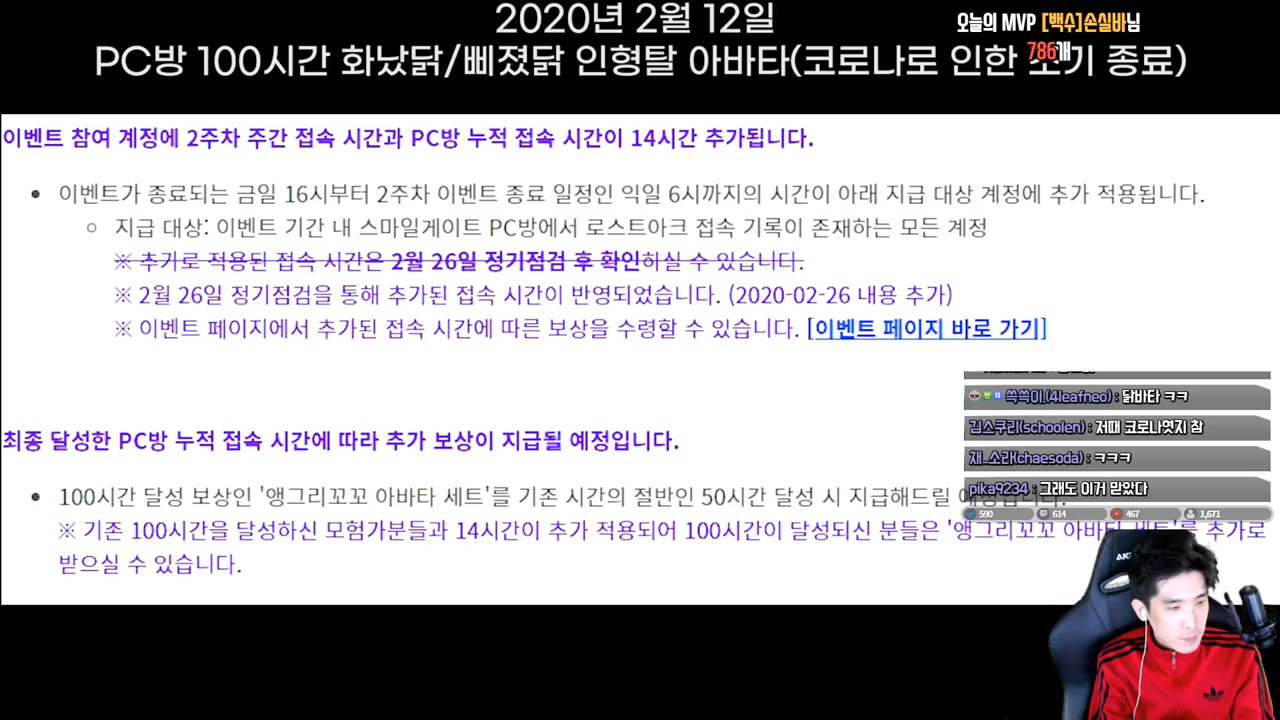 2020년 2월 12일
PC방 100시간 화났닭/삐졌닭 인형탈 아바타(코로나로 인한 조기 종료)
오늘의 MVP [백수]손실바님
786개
이벤트 참여 계정에 2주차 주간 접속 시간과 PC방 누적 접속 시간이 14시간 추가됩니다.
• 이벤트가 종료되는 금일 16시부터 2주차 이벤트 종료 일정인 익일 6시까지의 시간이 아래 지급 대상 계정에 추가 적용됩니다.
○ 지급 대상: 이벤트 기간 내 스마일게이트 PC방에서 로스트아크 접속 기록이 존재하는 모든 계정
※ 추가로 적용된 접속 시간은 2월 26일 정기점검 후 확인하실 수 있습니다.
※ 2월 26일 정기점검을 통해 추가된 접속 시간이 반영되었습니다. (2020-02-26 내용 추가)
※ 이벤트 페이지에서 추가된 접속 시간에 따른 보상을 수령할 수 있습니다. [이벤트 페이지 바로 가기]
쓱쓱이.(4leafneo) : 닭바타 ㅋㅋ
김스쿠리(schoolen) : 저때 코로나엿지 참
채_소라(chaesoda) : ㅋㅋㅋ
pika9234 : 그래도 이거 맏았다
590 614 467 1,671
최종 달성한 PC방 누적 접속 시간에 따라 추가 보상이 지급될 예정입니다.
• 100시간 달성 보상인 '앵그리꼬꼬 아바타 세트'를 기존 시간의 절반인 50시간 달성 시 지급해드릴 예정입니다.
※ 기존 100시간을 달성하신 모험가분들과 14시간이 추가 적용되어 100시간이 달성되신 분들은 '앵그리꼬꼬 아바타 세트'를 추가로
받으실 수 있습니다.